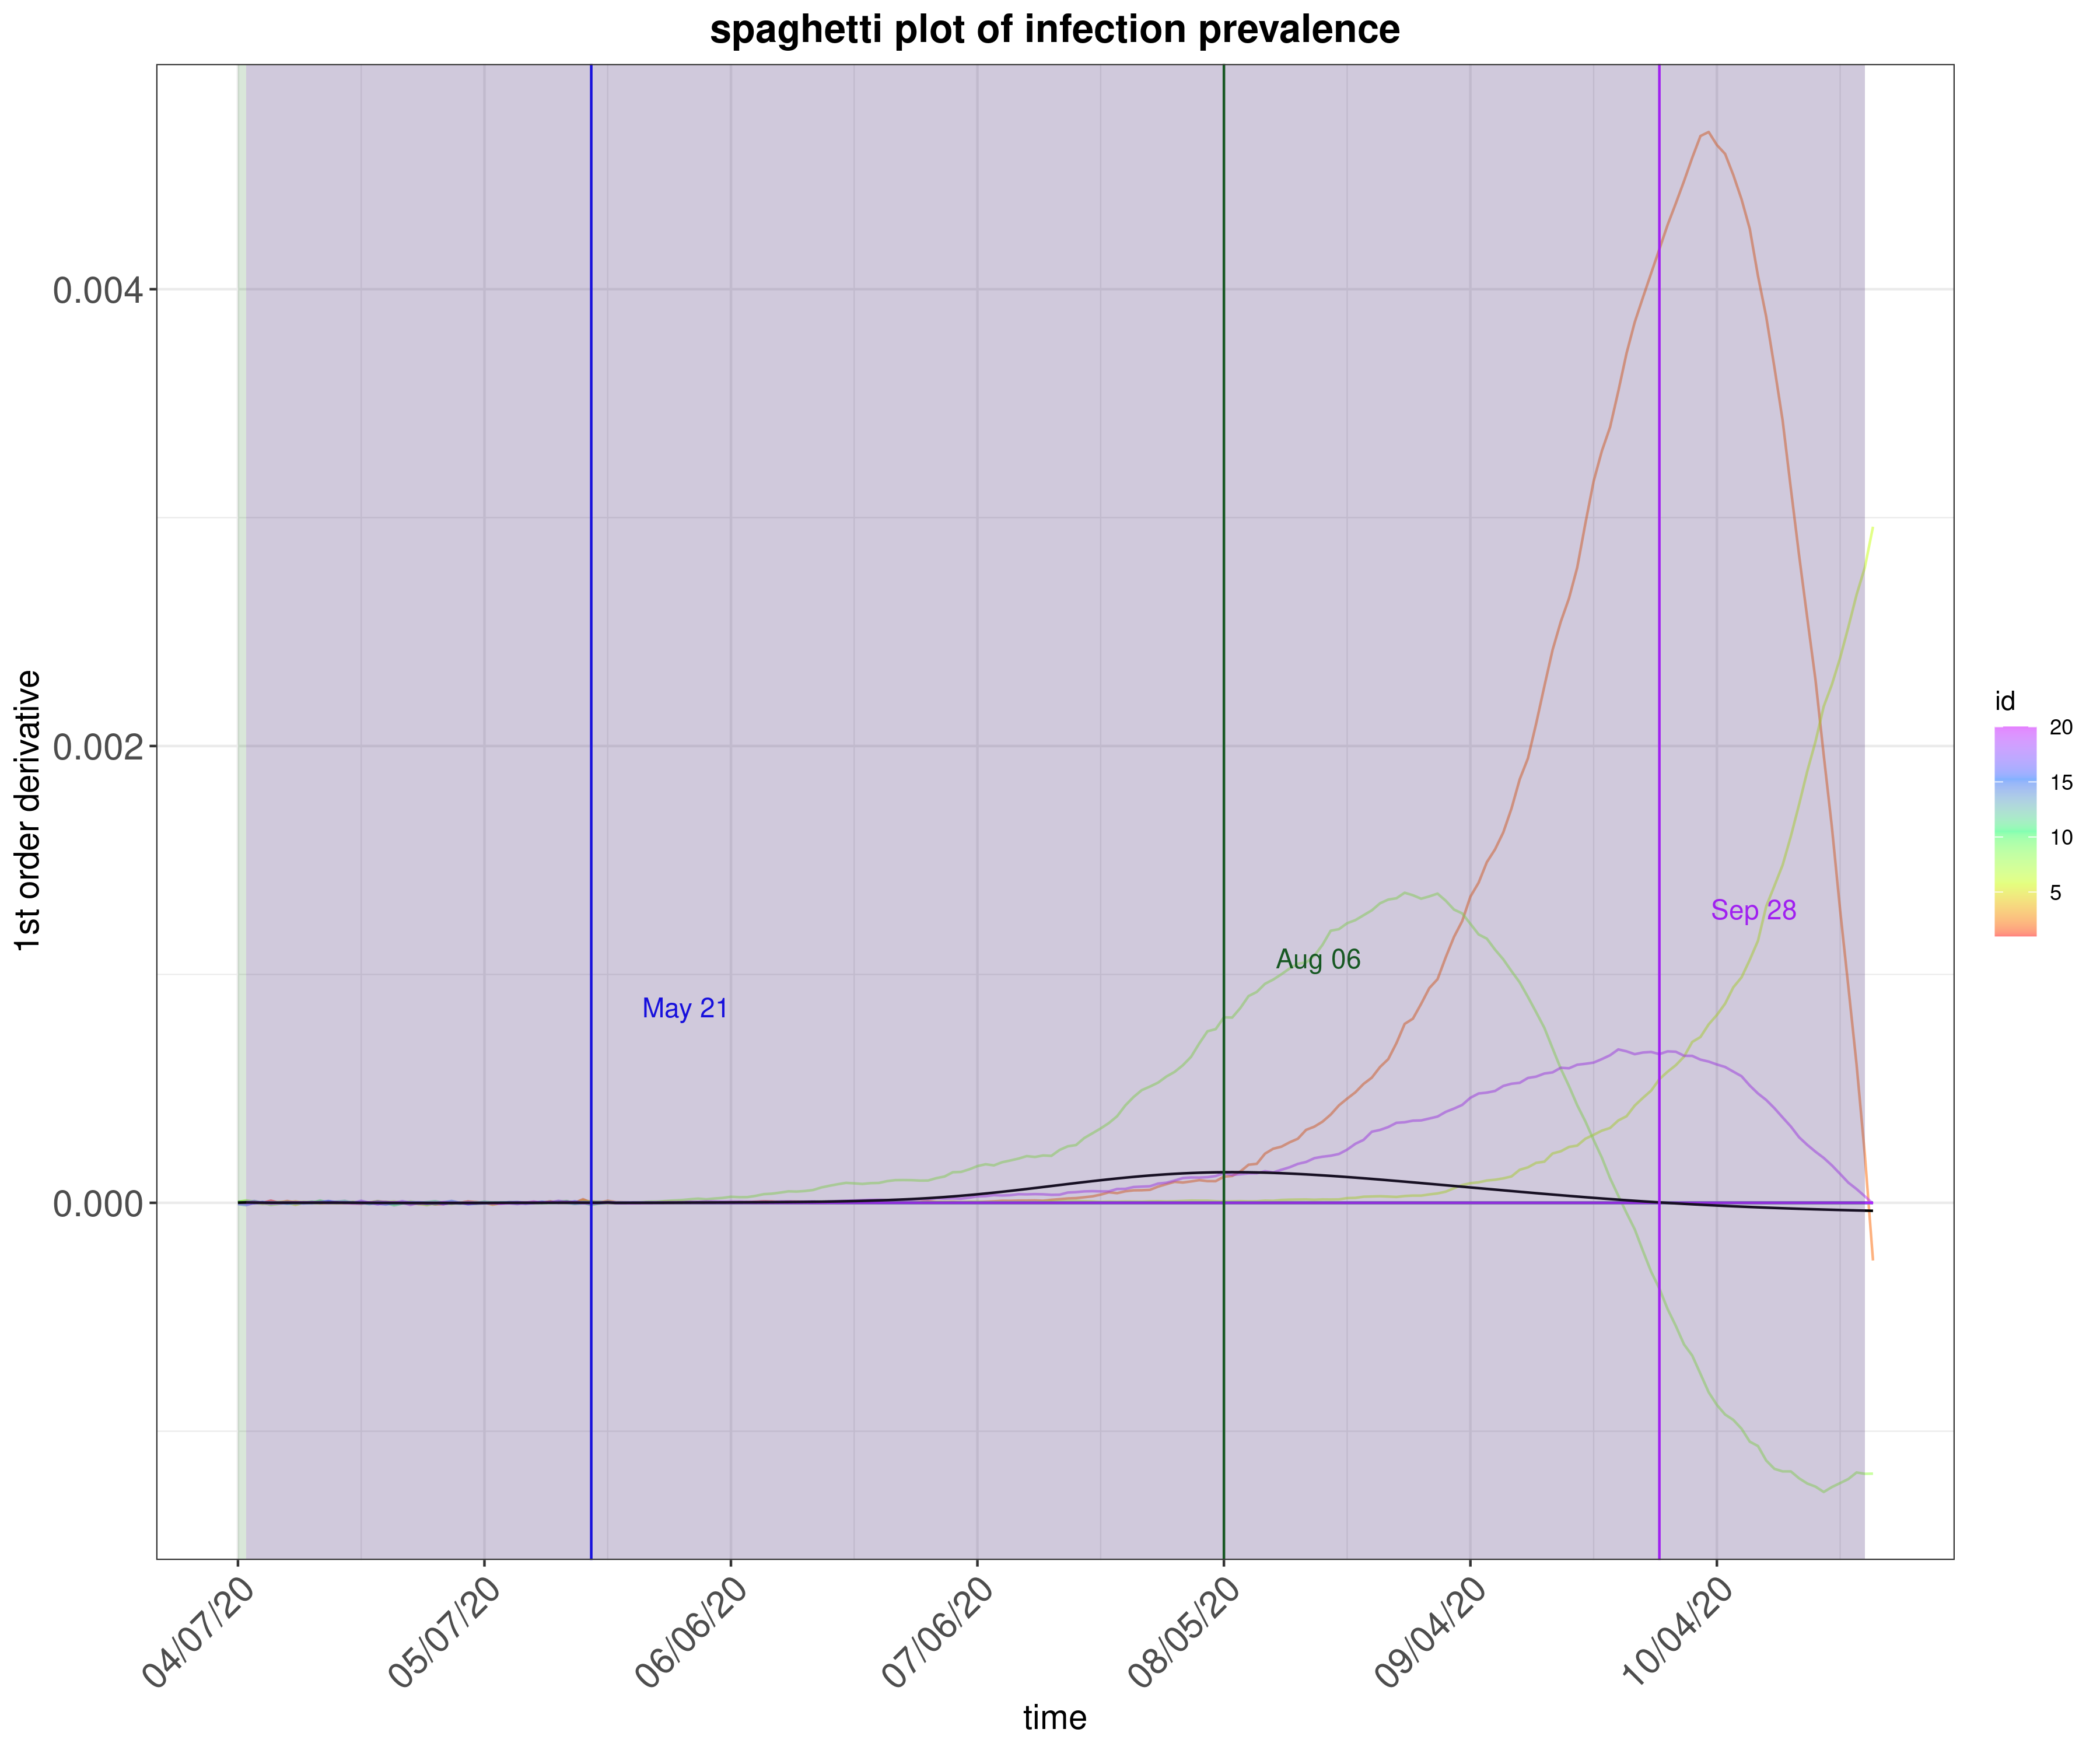 spaghetti plot of infection prevalence
1st order derivative
0.004
0.002
0.000
May 21
Aug 06
Sep 28
id
20
15
10
5
04/07/20
05/07/20
06/06/20
07/06/20
08/05/20
09/04/20
10/04/20
time